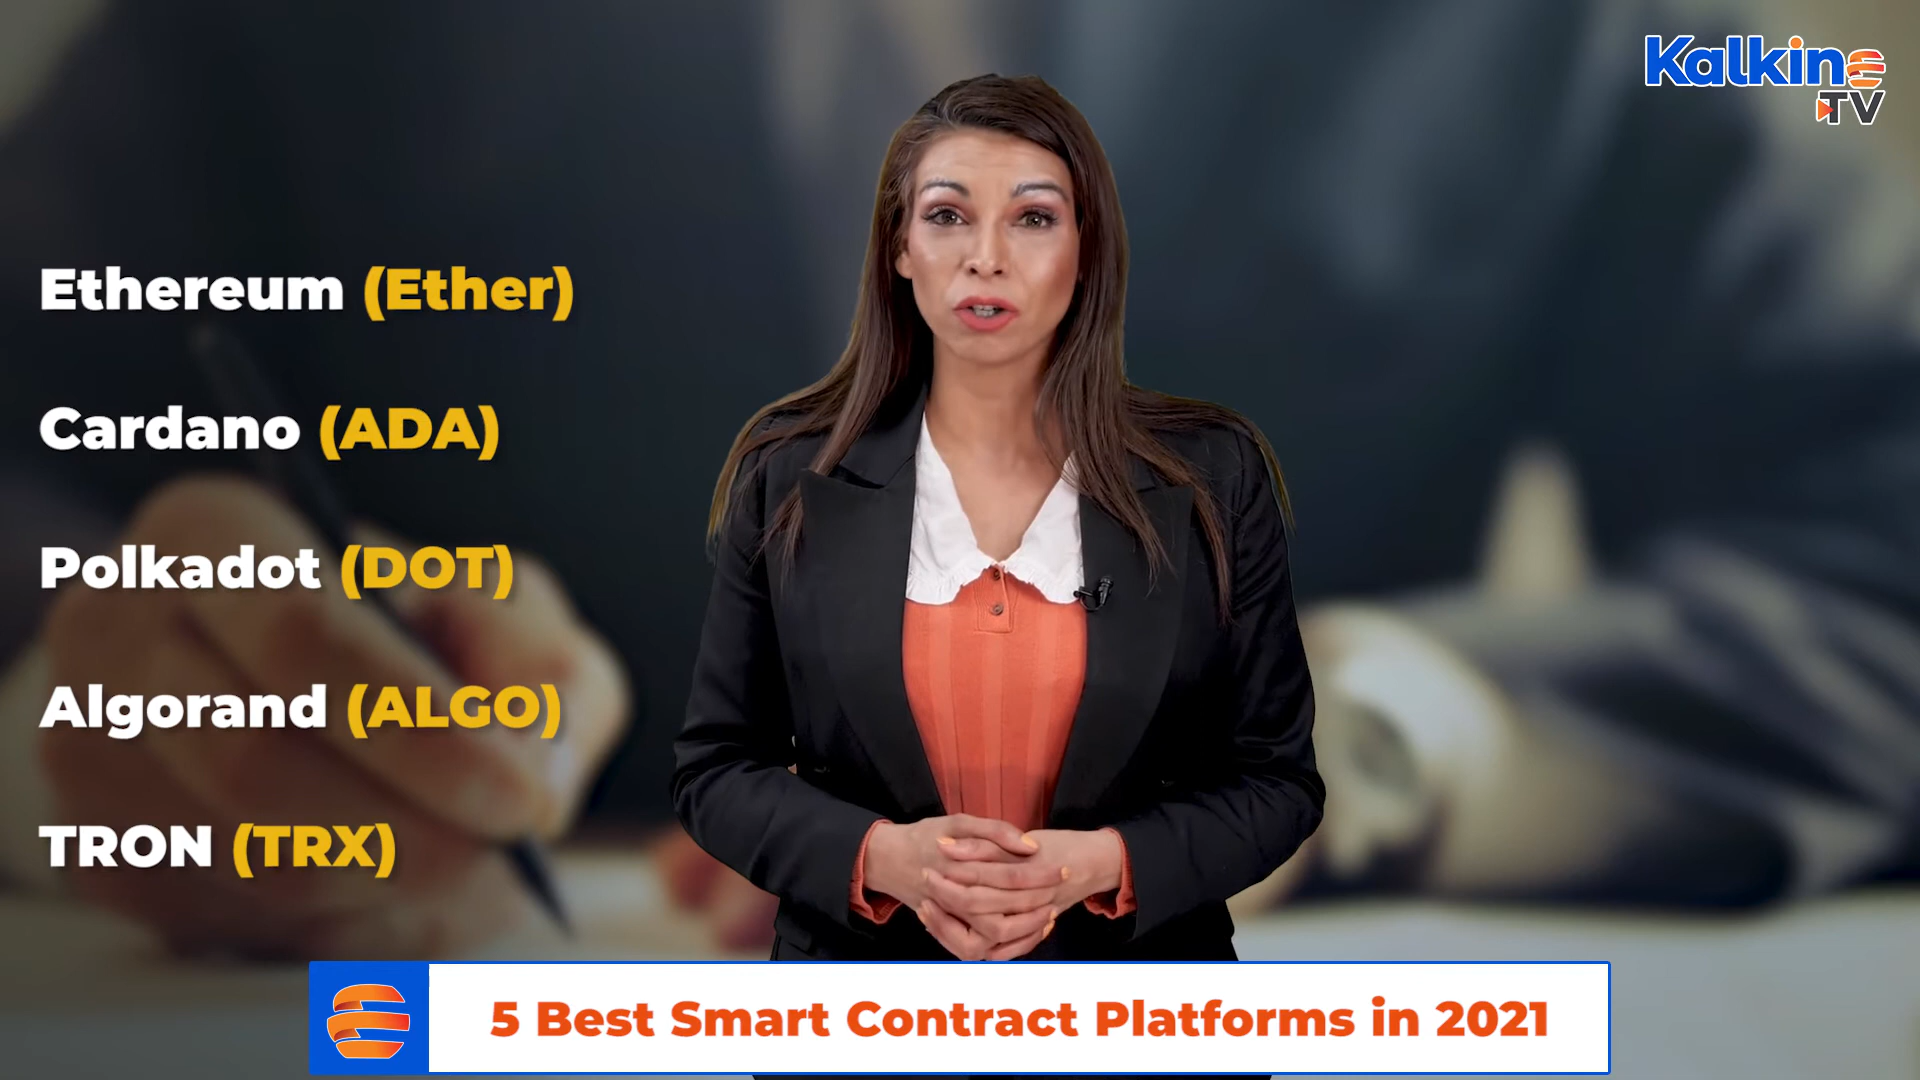 Kalkine
TV
Ethereum (Ether)
Cardano (ADA)
Polkadot (DOT)
Algorand (ALGO)
TRON (TRX)
5 Best Smart Contract Platforms in 2021